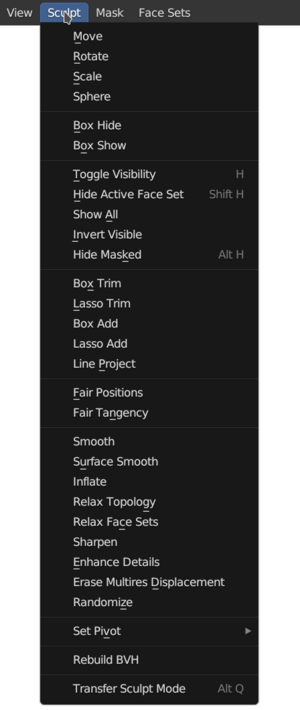 View Sculpt Mask Face Sets
Move
Rotate
Scale
Sphere
Box Hide
Box Show
Toggle Visibility H
Hide Active Face Set Shift H
Show All
Invert Visible
Hide Masked Alt H
Box Trim
Lasso Trim
Box Add
Lasso Add
Line Project
Fair Positions
Fair Tangency
Smooth
Surface Smooth
Inflate
Relax Topology
Relax Face Sets
Sharpen
Enhance Details
Erase Multires Displacement
Randomize
Set Pivot
Rebuild BVH
Transfer Sculpt Mode Alt Q